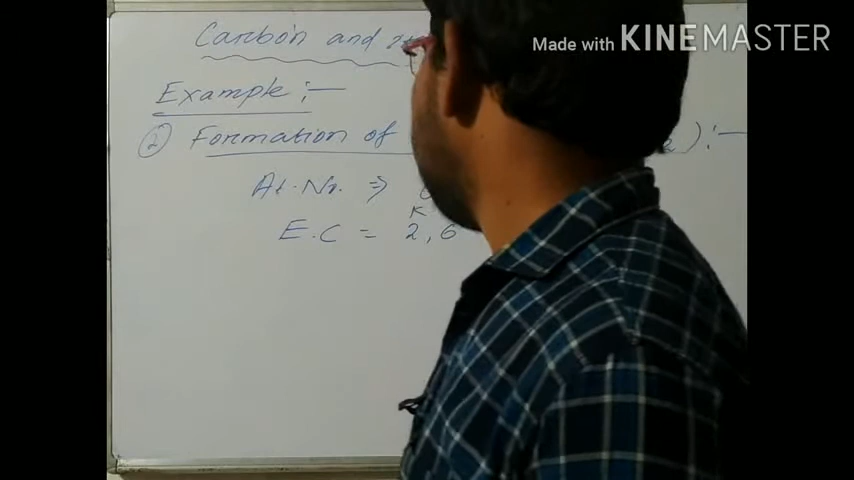 Carbon and
Made with KINEMASTER
Example :—
② Formation of ) :—
At. No. ⇒
K
E.C = 2, 6